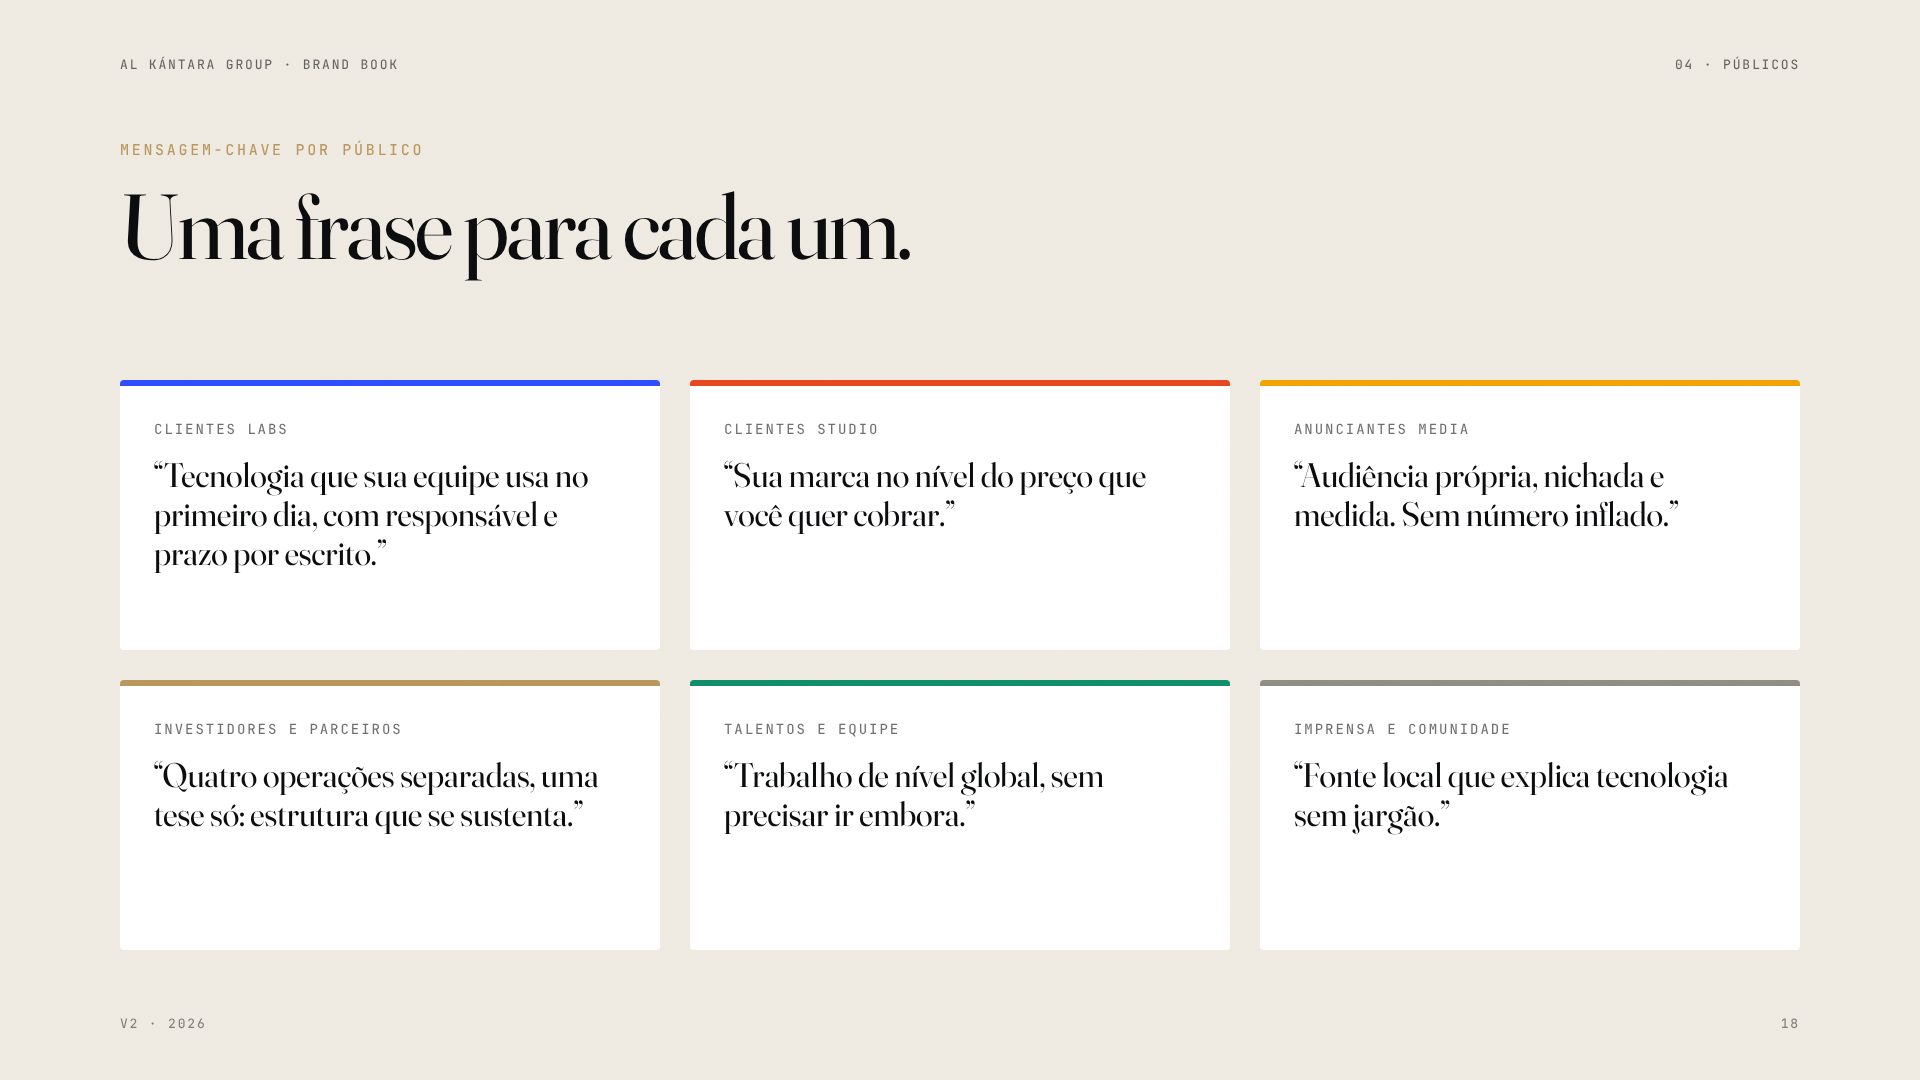 AL KÁNTARA GROUP · BRAND BOOK
04 · PÚBLICOS
MENSAGEM-CHAVE POR PÚBLICO
Uma frase para cada um.
CLIENTES LABS
“Tecnologia que sua equipe usa no
primeiro dia, com responsável e
prazo por escrito.”
CLIENTES STUDIO
“Sua marca no nível do preço que
você quer cobrar.”
ANUNCIANTES MEDIA
“Audiência própria, nichada e
medida. Sem número inflado.”
INVESTIDORES E PARCEIROS
“Quatro operações separadas, uma
tese só: estrutura que se sustenta.”
TALENTOS E EQUIPE
“Trabalho de nível global, sem
precisar ir embora.”
IMPRENSA E COMUNIDADE
“Fonte local que explica tecnologia
sem jargão.”
V2 · 2026
18